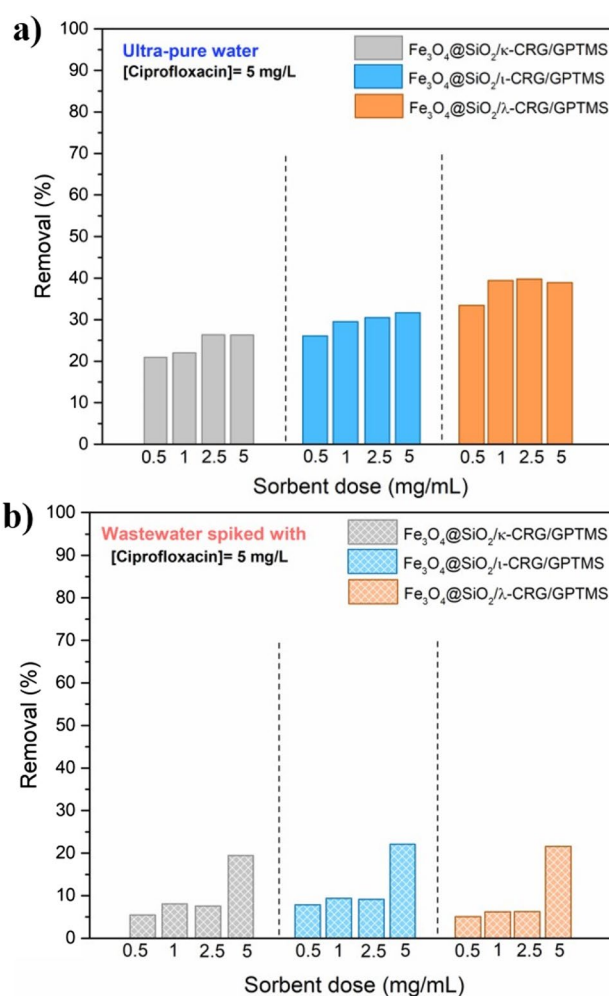 a)
Ultra-pure water
[Ciprofloxacin]= 5 mg/L
Fe₃O₄@SiO₂/κ-CRG/GPTMS
Fe₃O₄@SiO₂/ι-CRG/GPTMS
Fe₃O₄@SiO₂/λ-CRG/GPTMS
Removal (%)
100
90
80
70
60
50
40
30
20
10
0
0.5 1 2.5 5 0.5 1 2.5 5 0.5 1 2.5 5
Sorbent dose (mg/mL)
b)
Wastewater spiked with
[Ciprofloxacin]= 5 mg/L
Fe₃O₄@SiO₂/κ-CRG/GPTMS
Fe₃O₄@SiO₂/ι-CRG/GPTMS
Fe₃O₄@SiO₂/λ-CRG/GPTMS
Removal (%)
100
90
80
70
60
50
40
30
20
10
0
0.5 1 2.5 5 0.5 1 2.5 5 0.5 1 2.5 5
Sorbent dose (mg/mL)